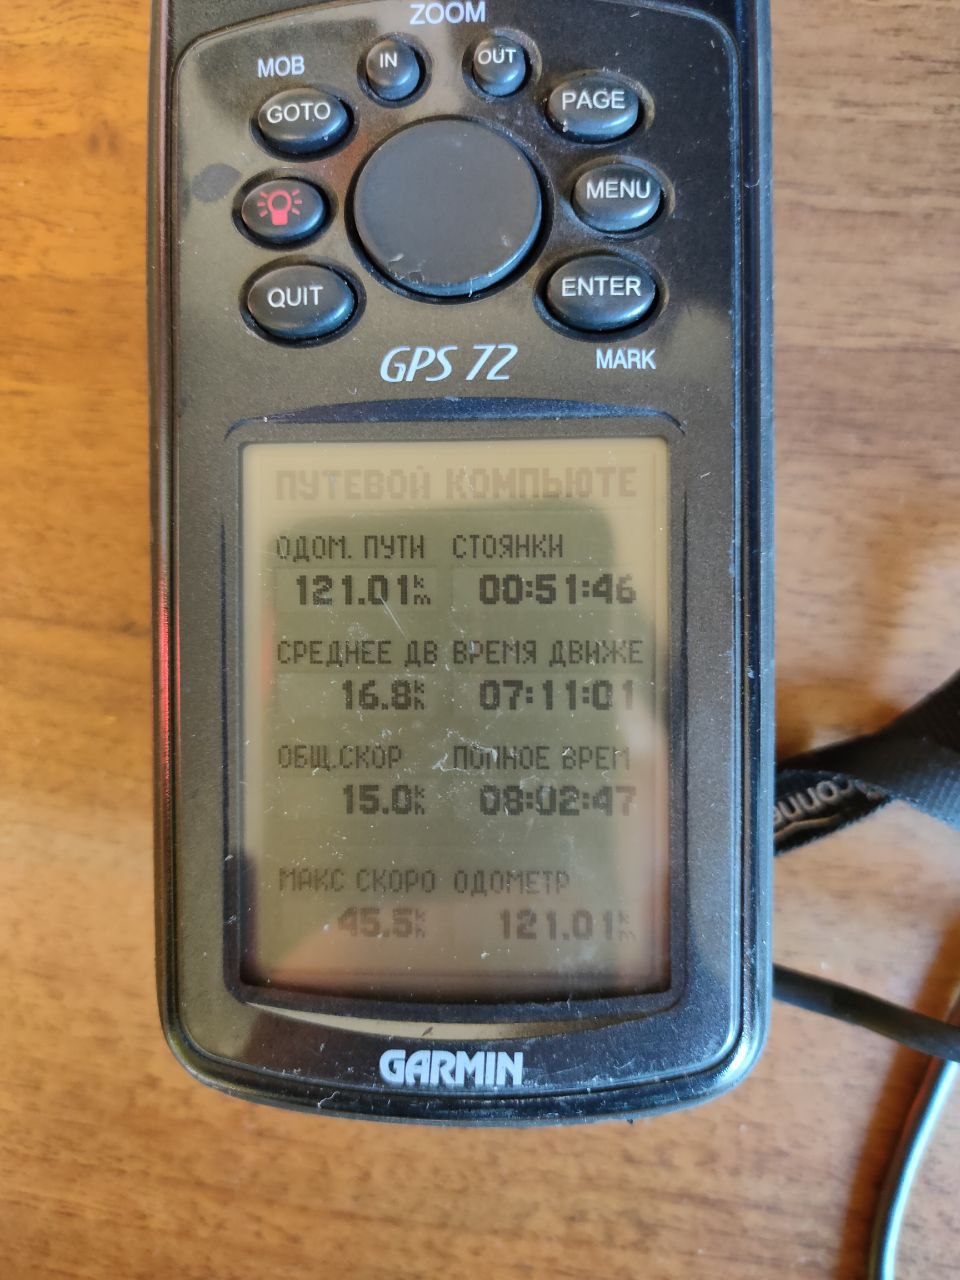 ZOOM
IN OUT
MOB
GOTO PAGE
MENU
QUIT ENTER
GPS 72 MARK
ПУТЕВОЙ КОМПЬЮТЕ
ОДОМ. ПУТИ СТОЯНКИ
121.01 km 00:51:46
СРЕДНЕЕ ДВ ВРЕМЯ ДВИЖЕ
16.8 07:11:01
ОБЩ.СКОР ПОЛНОЕ ВРЕМ
15.0 08:02:47
МАКС СКОРО ОДОМЕТР
45.5 121.01 km
GARMIN